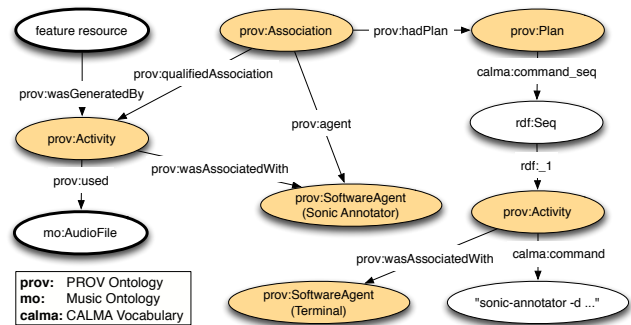 feature resource
prov:Association
prov:hadPlan
prov:Plan
prov:qualifiedAssociation
calma:command_seq
prov:wasGeneratedBy
rdf:Seq
prov:agent
prov:Activity
prov:wasAssociatedWith
rdf:_1
prov:used
prov:SoftwareAgent
(Sonic Annotator)
prov:Activity
mo:AudioFile
calma:command
prov:wasAssociatedWith
prov: PROV Ontology
mo: Music Ontology
calma: CALMA Vocabulary
prov:SoftwareAgent
(Terminal)
"sonic-annotator -d ..."